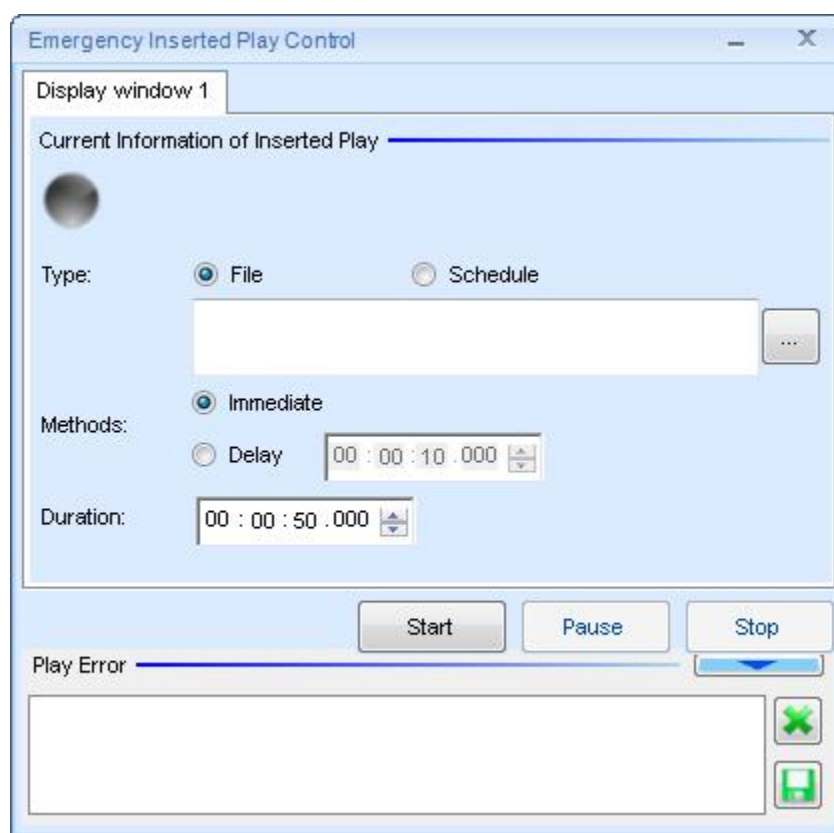 Emergency Inserted Play Control
Display window 1
Current Information of Inserted Play
Type: File Schedule
...
Immediate
Methods:
Delay 00 : 00 : 10 .000
Duration: 00 : 00 : 50 .000
Start Pause Stop
Play Error